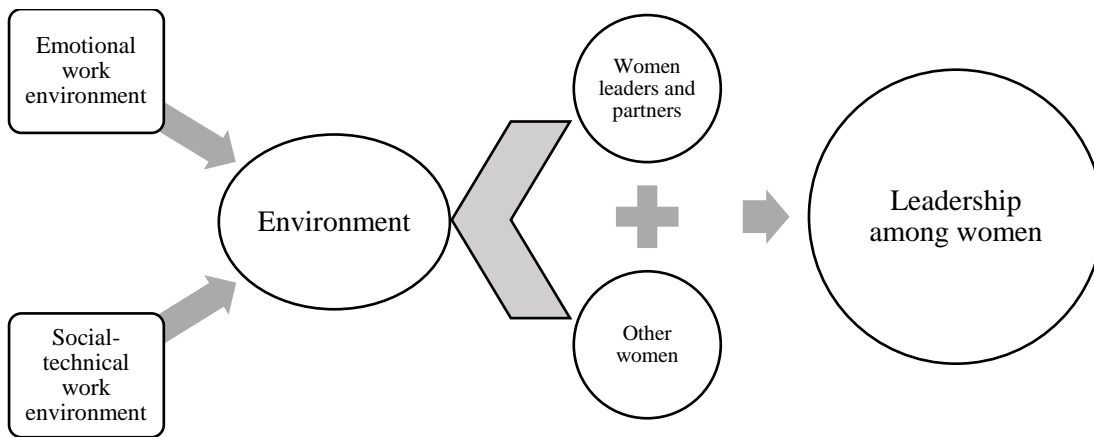 Emotional
work
environment
Social-
technical
work
environment
Environment
Women
leaders and
partners
Other
women
Leadership
among women